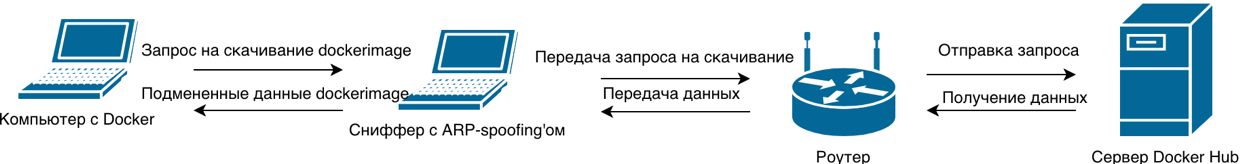 Запрос на скачивание dockerimage
Подмененные данные dockerimage
Компьютер с Docker
Сниффер с ARP-spoofing'ом
Передача запроса на скачивание
Передача данных
Роутер
Отправка запроса
Получение данных
Сервер Docker Hub